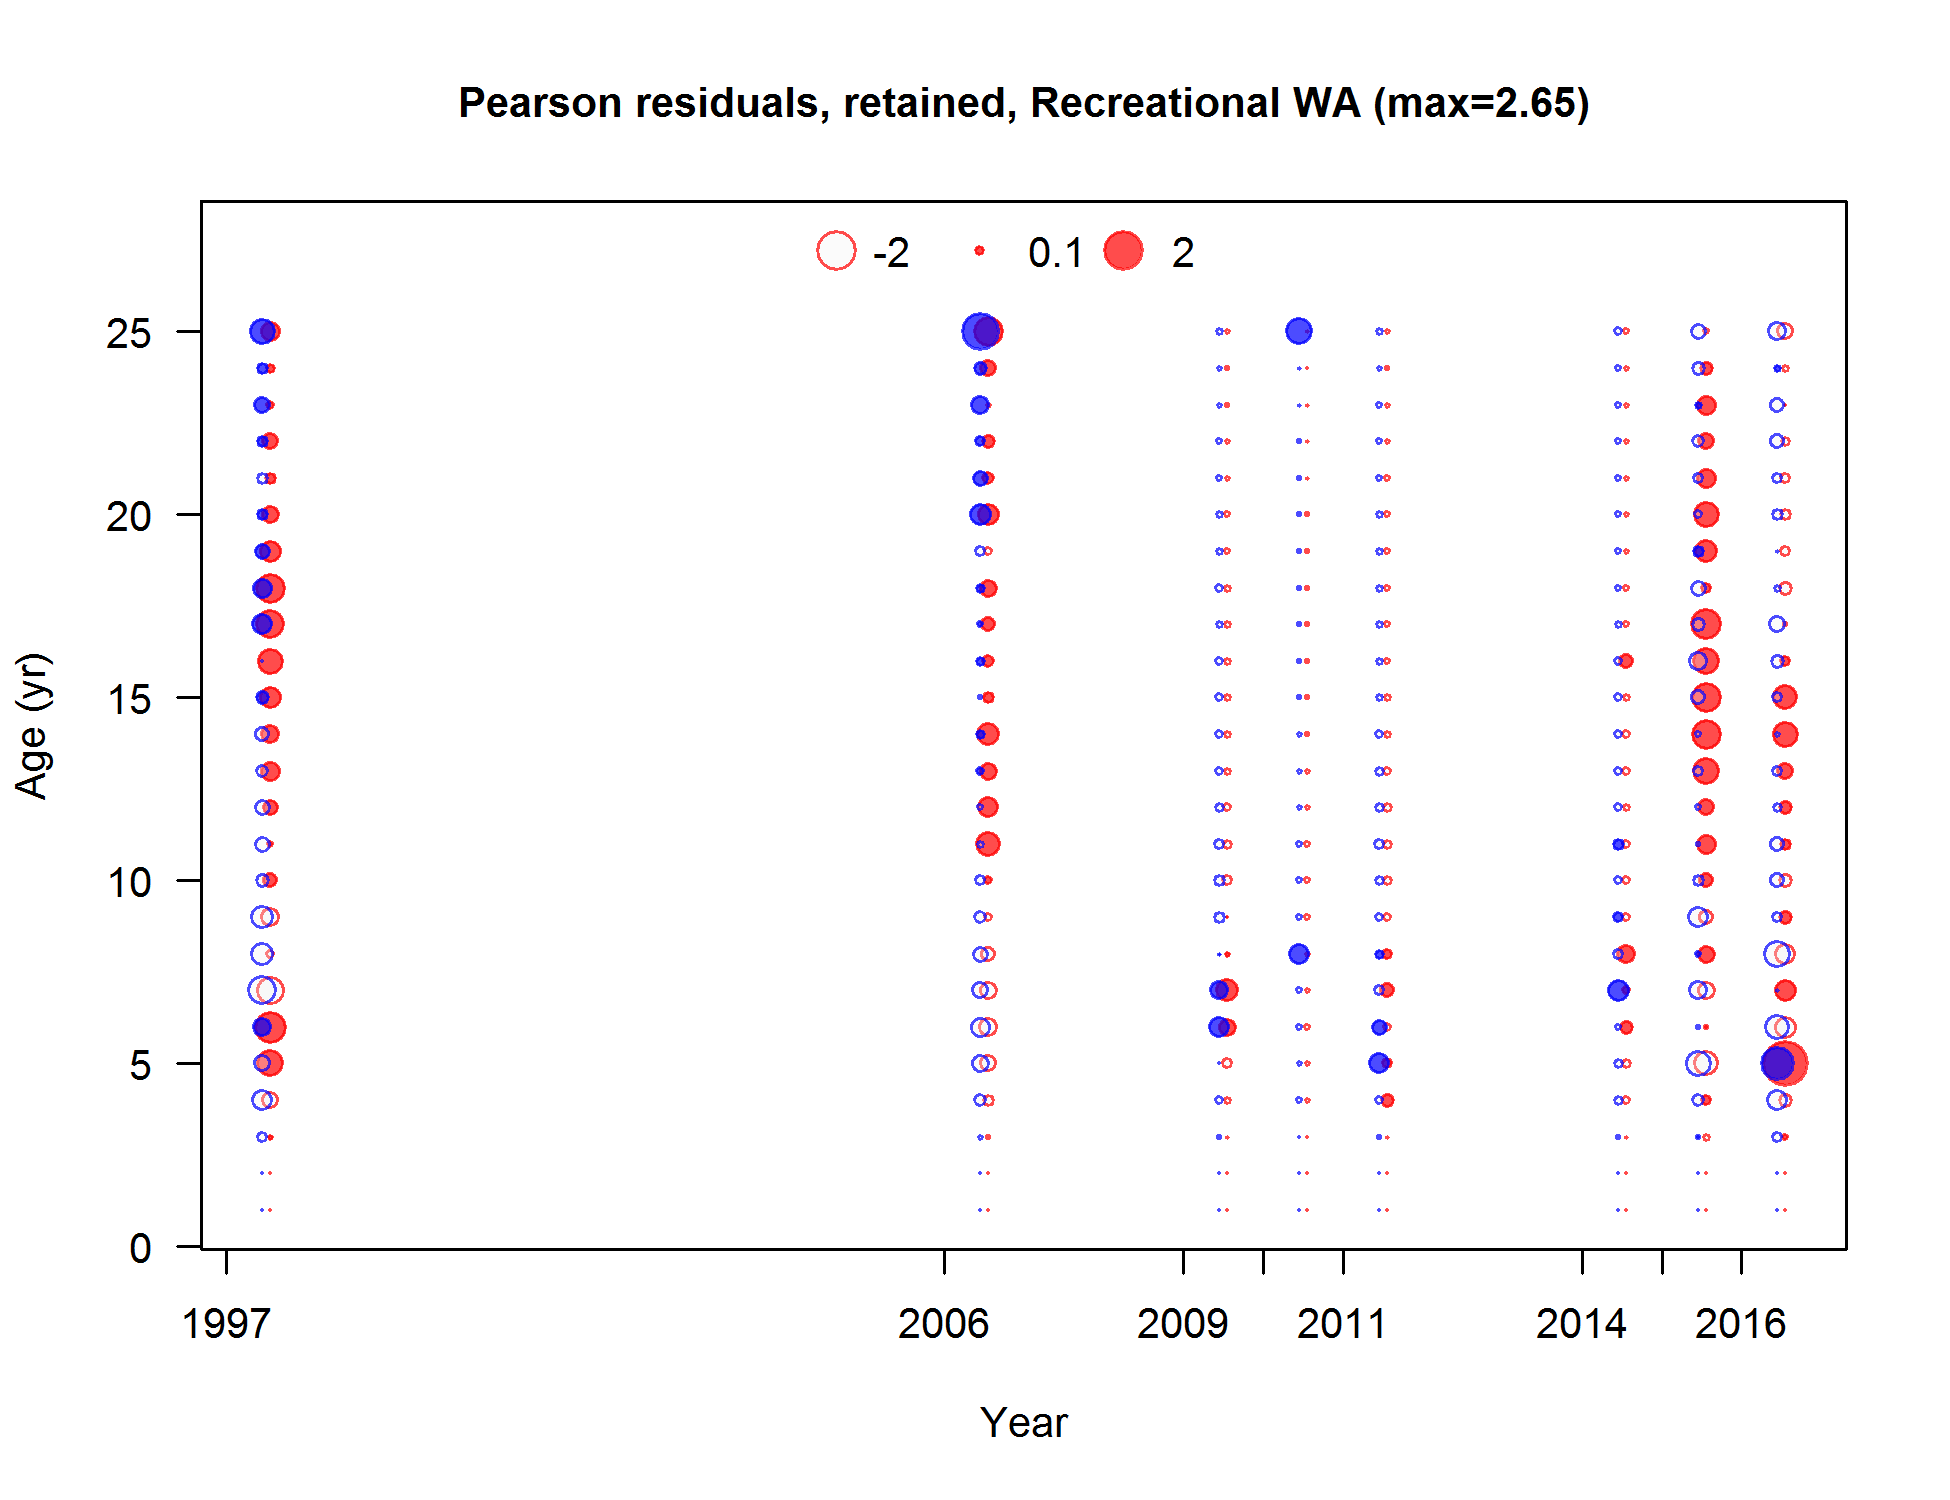 Pearson residuals, retained, Recreational WA (max=2.65)
-2 0.1 2
25
20
15
10
5
0
Age (yr)
1997 2006 2009 2011 2014 2016
Year